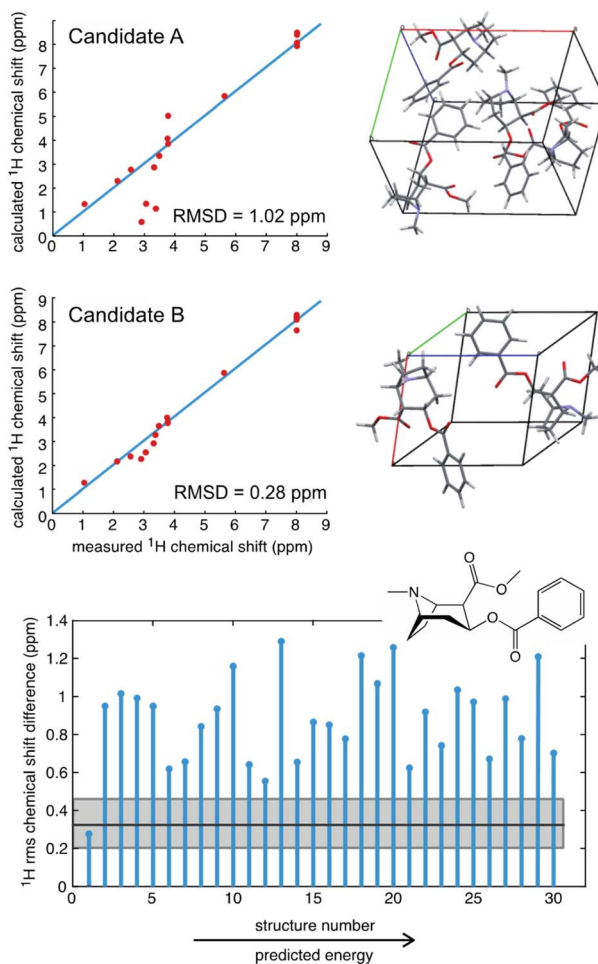 calculated ¹H chemical shift (ppm)
Candidate A
RMSD = 1.02 ppm
0
1
2
3
4
5
6
7
8
0 1 2 3 4 5 6 7 8 9
calculated ¹H chemical shift (ppm)
Candidate B
RMSD = 0.28 ppm
9
8
7
6
5
4
3
2
1
0
0 1 2 3 4 5 6 7 8 9
measured ¹H chemical shift (ppm)
N
O
O
O
O
¹H rms chemical shift difference (ppm)
1.4
1.2
1
0.8
0.6
0.4
0.2
0
0 5 10 15 20 25 30
structure number
predicted energy